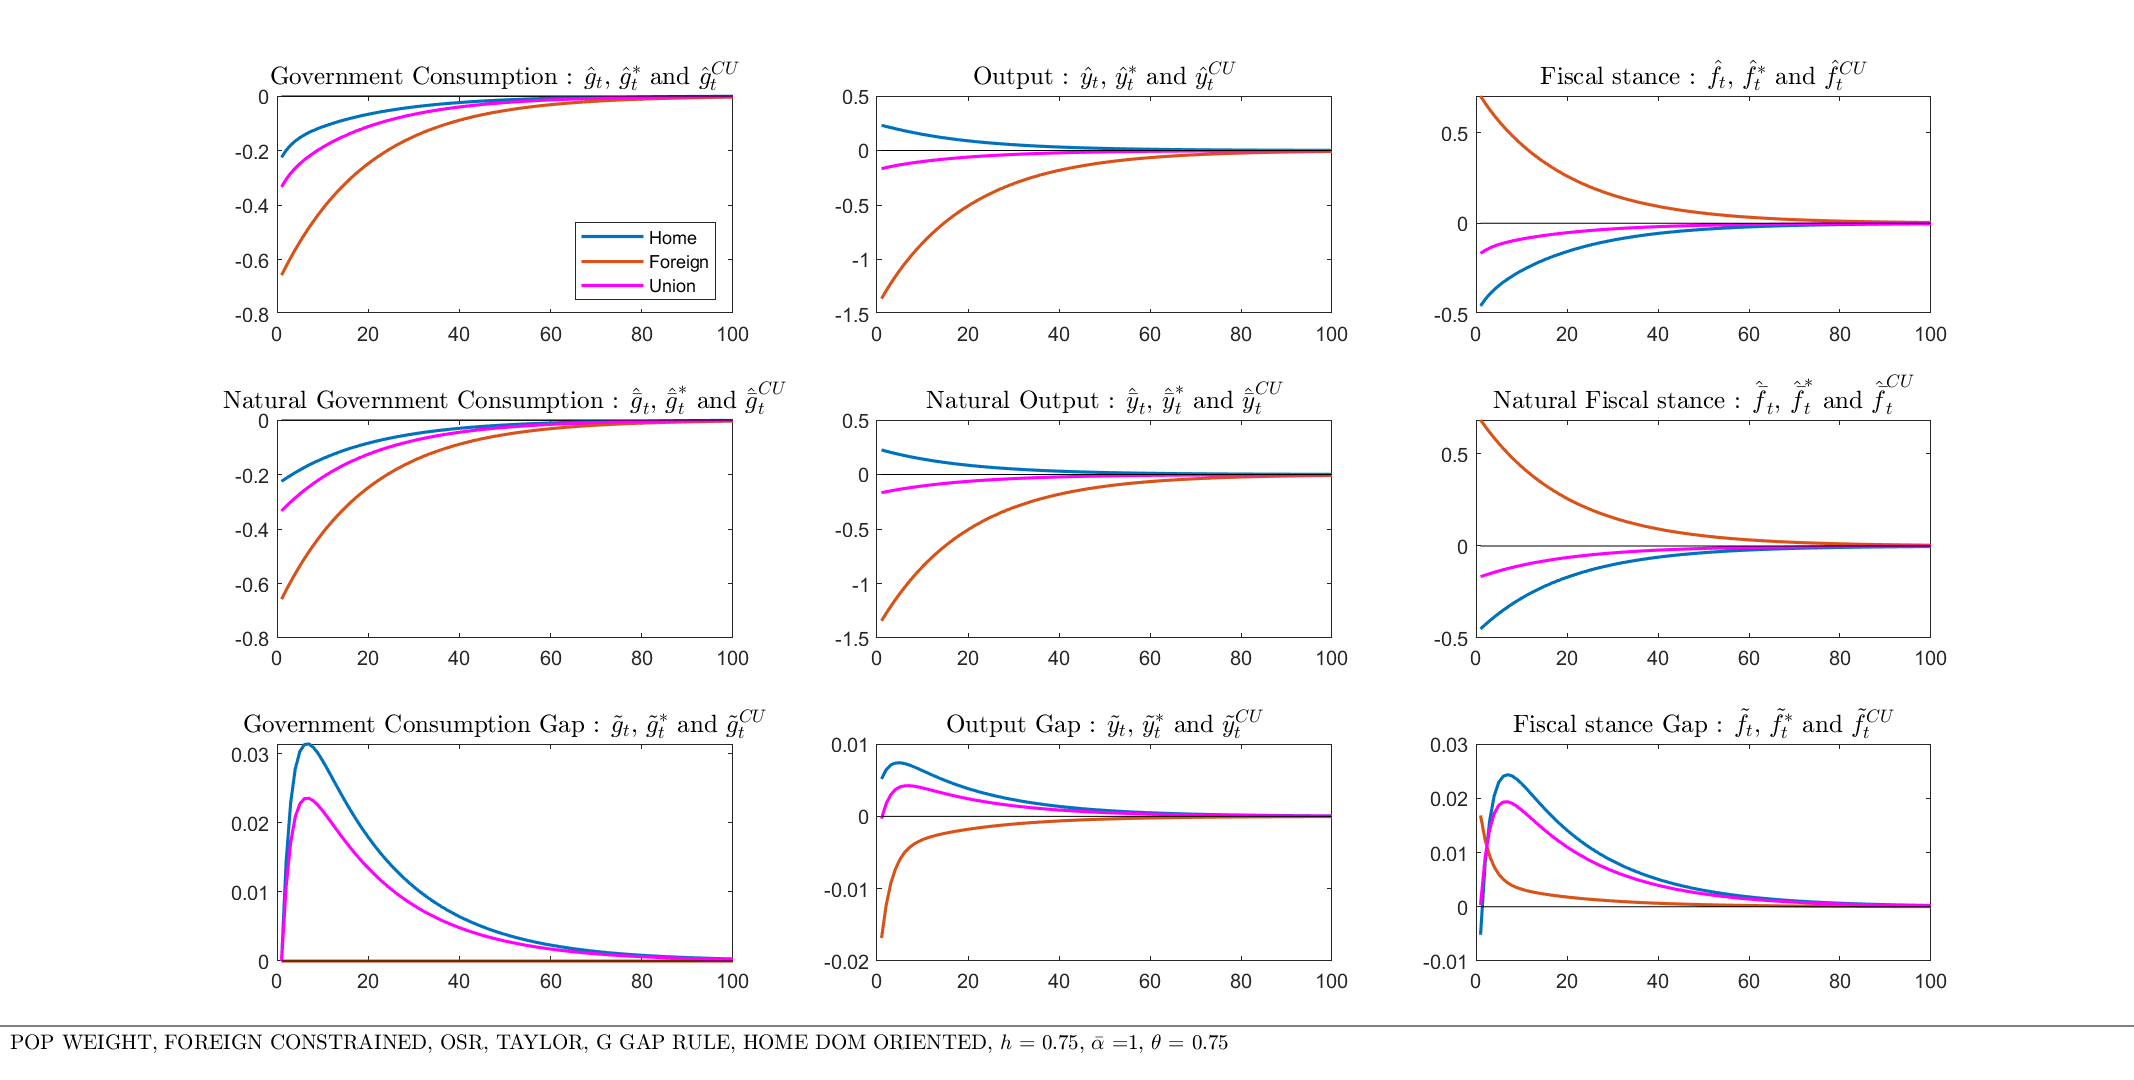 Government Consumption : ĝₜ, ĝₜ* and ĝₜᶜᵁ
0
-0.2
-0.4
-0.6
-0.8
0 20 40 60 80 100
Home
Foreign
Union
Output : ŷₜ, ŷₜ* and ŷₜᶜᵁ
0.5
0
-0.5
-1
-1.5
0 20 40 60 80 100
Fiscal stance : f̂ₜ, f̂ₜ* and f̂ₜᶜᵁ
0.5
0
-0.5
0 20 40 60 80 100
Natural Government Consumption : ḡ̂ₜ, ḡ̂ₜ* and ḡ̂ₜᶜᵁ
0
-0.2
-0.4
-0.6
-0.8
0 20 40 60 80 100
Natural Output : ȳ̂ₜ, ȳ̂ₜ* and ȳ̂ₜᶜᵁ
0.5
0
-0.5
-1
-1.5
0 20 40 60 80 100
Natural Fiscal stance : f̄̂ₜ, f̄̂ₜ* and f̄̂ₜᶜᵁ
0.5
0
-0.5
0 20 40 60 80 100
Government Consumption Gap : g̃ₜ, g̃ₜ* and g̃ₜᶜᵁ
0.03
0.02
0.01
0
0 20 40 60 80 100
Output Gap : ỹₜ, ỹₜ* and ỹₜᶜᵁ
0.01
0
-0.01
-0.02
0 20 40 60 80 100
Fiscal stance Gap : f̃ₜ, f̃ₜ* and f̃ₜᶜᵁ
0.03
0.02
0.01
0
-0.01
0 20 40 60 80 100
POP WEIGHT, FOREIGN CONSTRAINED, OSR, TAYLOR, G GAP RULE, HOME DOM ORIENTED, h = 0.75, ᾱ =1, θ = 0.75